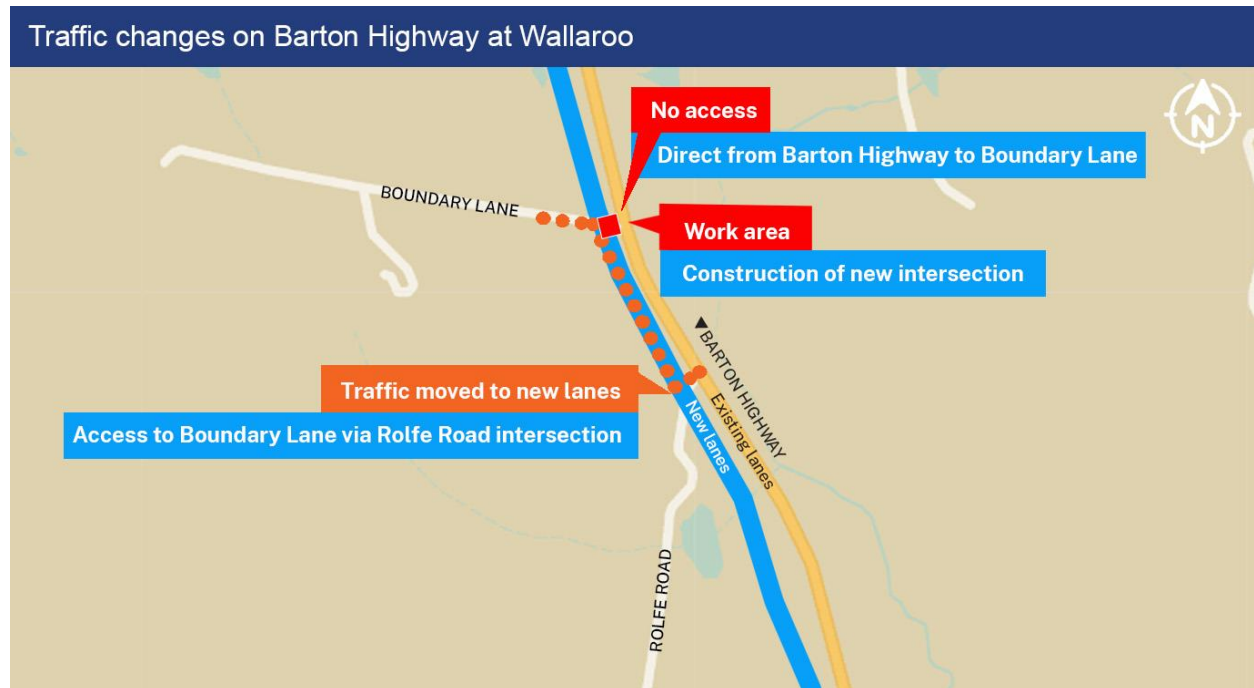 Traffic changes on Barton Highway at Wallaroo
No access
Direct from Barton Highway to Boundary Lane
N
BOUNDARY LANE
Work area
Construction of new intersection
▲BARTON HIGHWAY
Traffic moved to new lanes
Access to Boundary Lane via Rolfe Road intersection
New lanes
Existing lanes
ROLFE ROAD